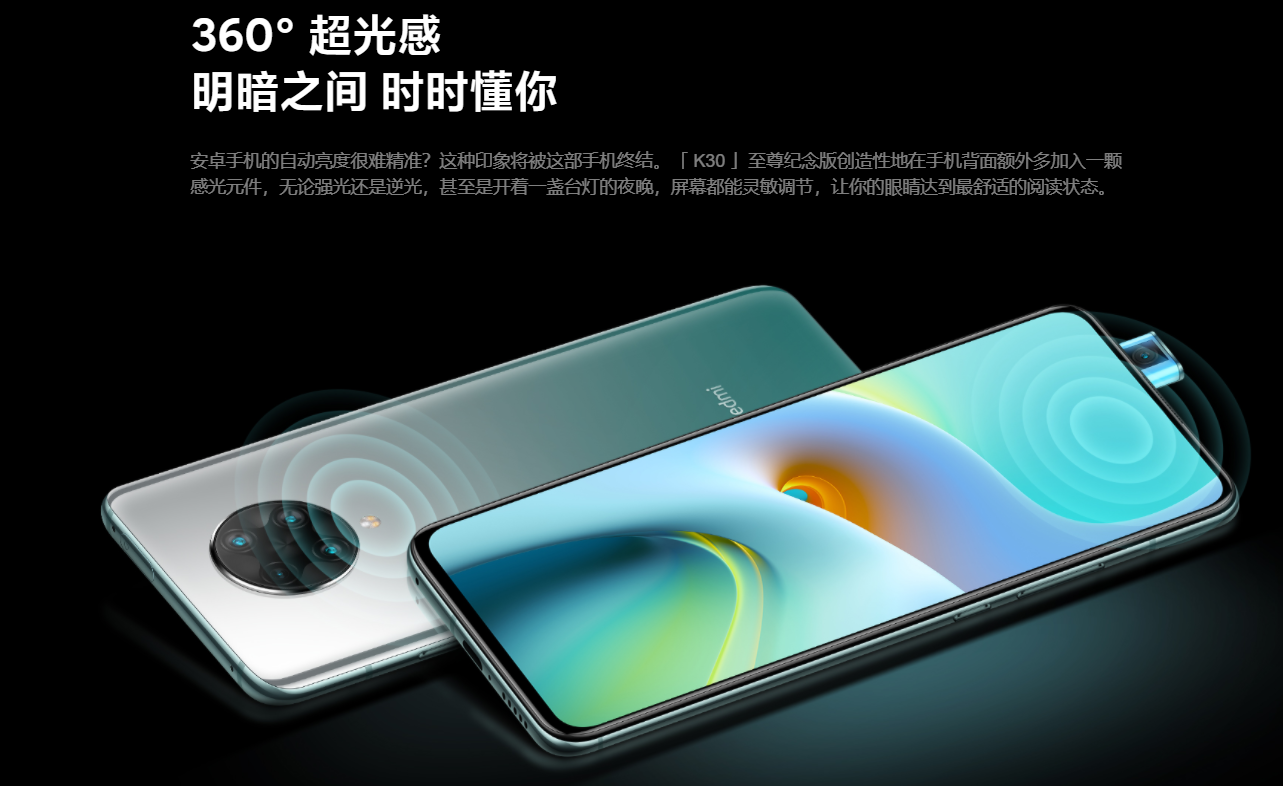 360° 超光感
明暗之间 时时懂你
安卓手机的自动亮度很难精准？这种印象将被这部手机终结。「 K30 」至尊纪念版创造性地在手机背面额外多加入一颗
感光元件，无论强光还是逆光，甚至是开着一盏台灯的夜晚，屏幕都能灵敏调节，让你的眼睛达到最舒适的阅读状态。
edmi